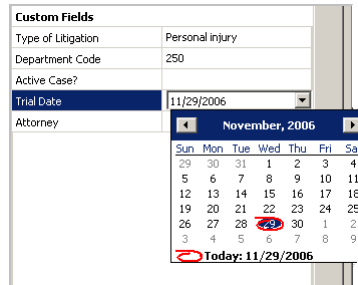 Custom Fields
Type of Litigation Personal injury
Department Code 250
Active Case?
Trial Date 11/29/2006
Attorney
November, 2006
Sun Mon Tue Wed Thu Fri Sa
29 30 31 1 2 3 4
5 6 7 8 9 10 11
12 13 14 15 16 17 18
19 20 21 22 23 24 25
26 27 28 29 30 1 2
3 4 5 6 7 8 9
Today: 11/29/2006